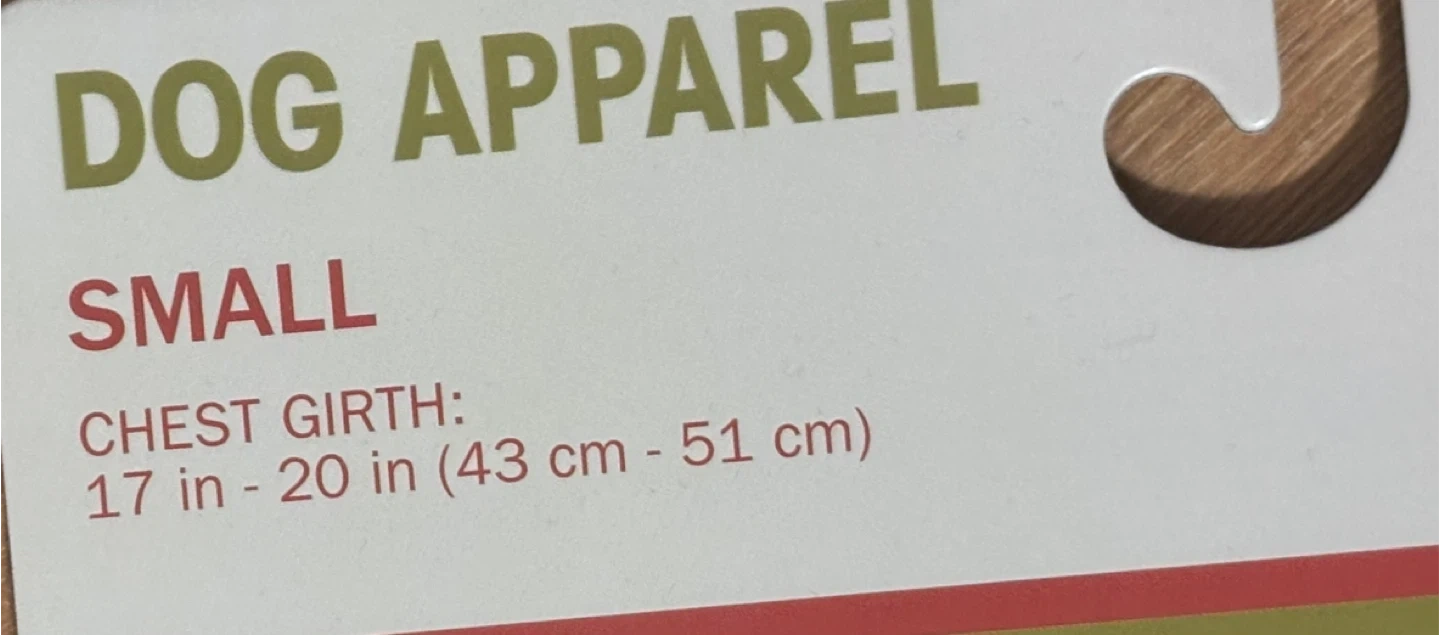 DOG APPAREL
SMALL
CHEST GIRTH:
17 in - 20 in (43 cm - 51 cm)